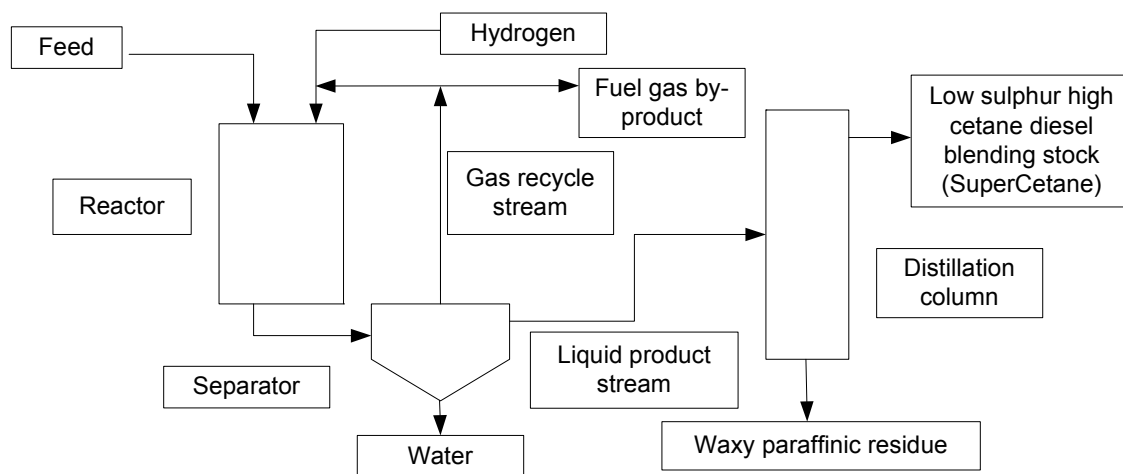 Feed
Hydrogen
Fuel gas by-
product
Low sulphur high
cetane diesel
blending stock
(SuperCetane)
Reactor
Gas recycle
stream
Distillation
column
Separator
Liquid product
stream
Water
Waxy paraffinic residue